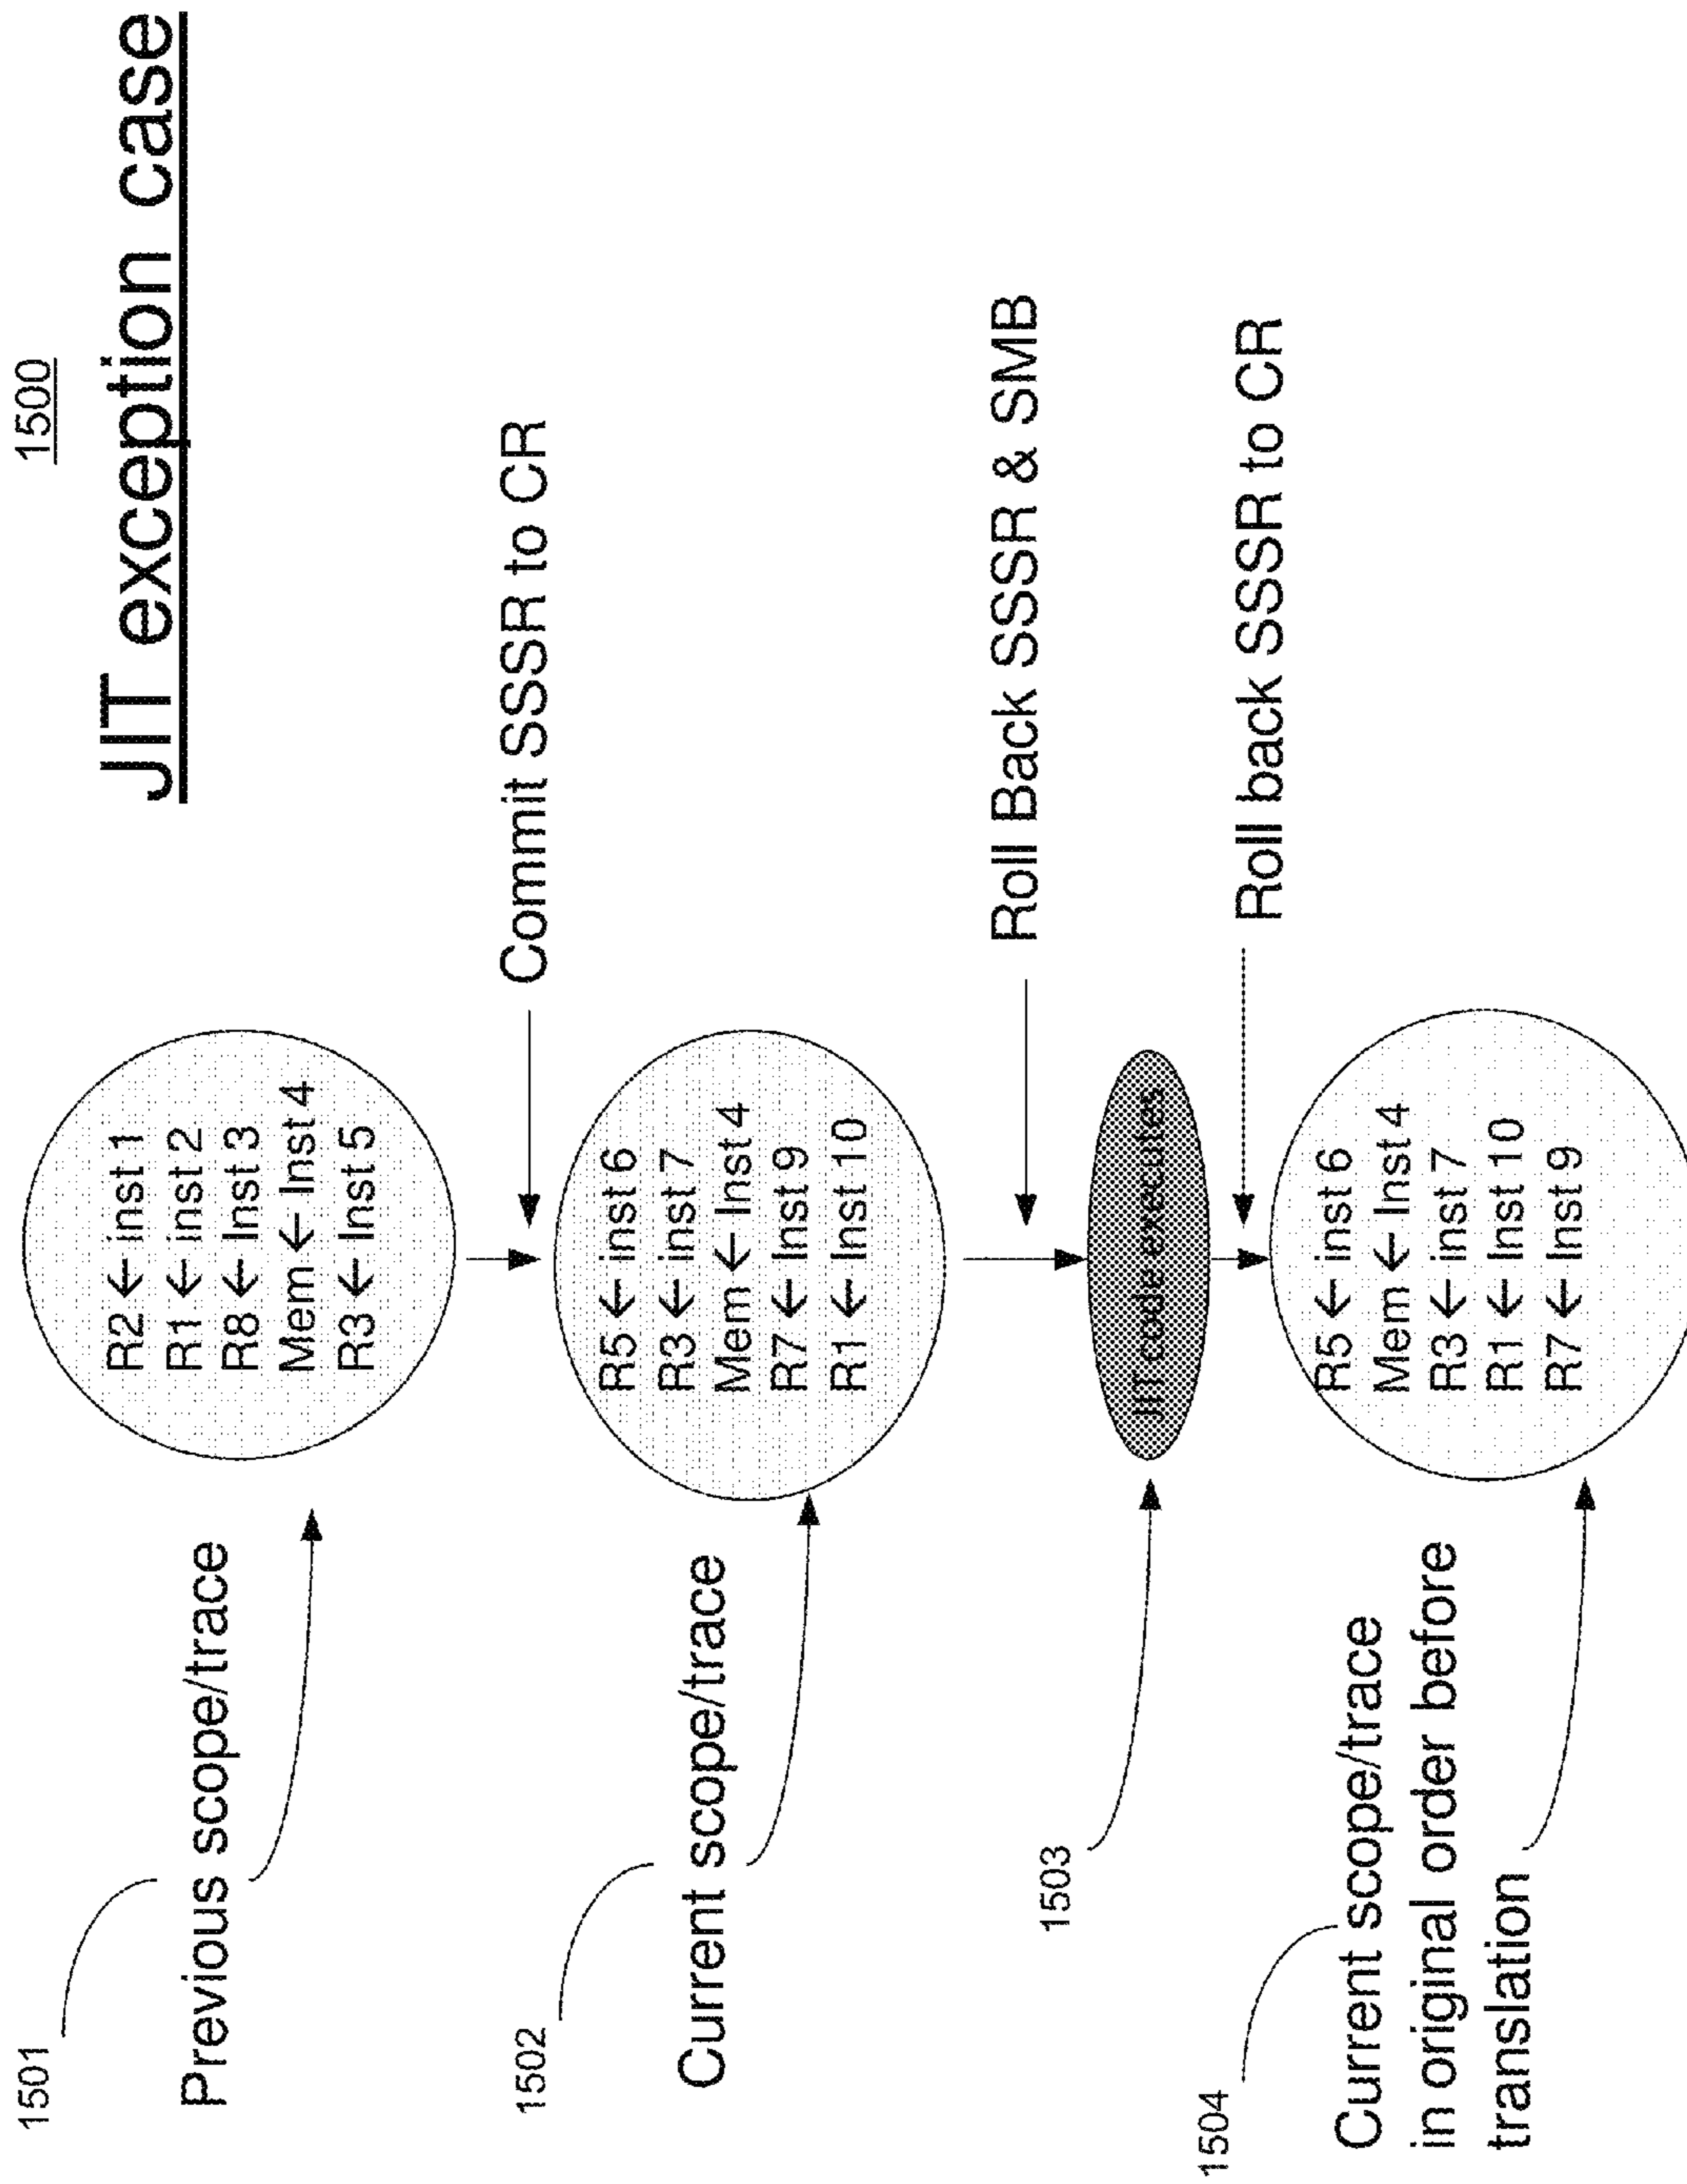 1500
JIT exception case
1501
Previous scope/trace
R2 ← inst 1
R1 ← inst 2
R8 ← Inst 3
Mem ← Inst 4
R3 ← Inst 5
Commit SSSR to CR
1502
Current scope/trace
R5 ← inst 6
R3 ← inst 7
Mem ← Inst 4
R7 ← Inst 9
R1 ← Inst 10
Roll Back SSSR & SMB
1503
JIT code executes
Roll back SSSR to CR
1504
Current scope/trace
in original order before
translation
R5 ← inst 6
Mem ← Inst 4
R3 ← inst 7
R1 ← Inst 10
R7 ← Inst 9